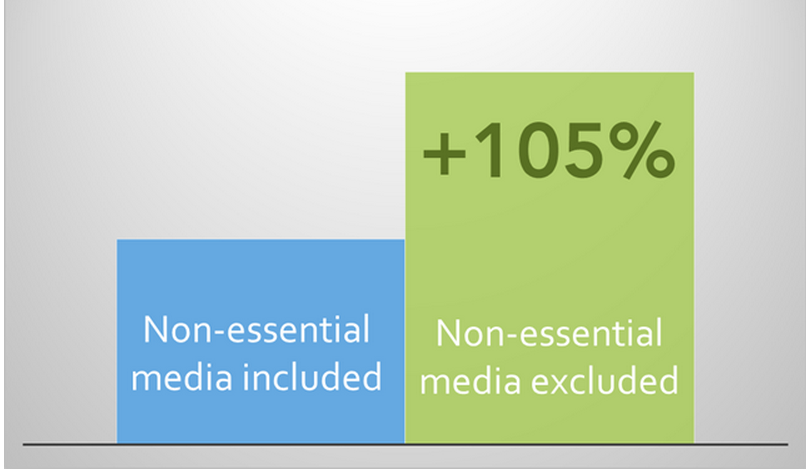 +105%
Non-essential
media included
Non-essential
media excluded